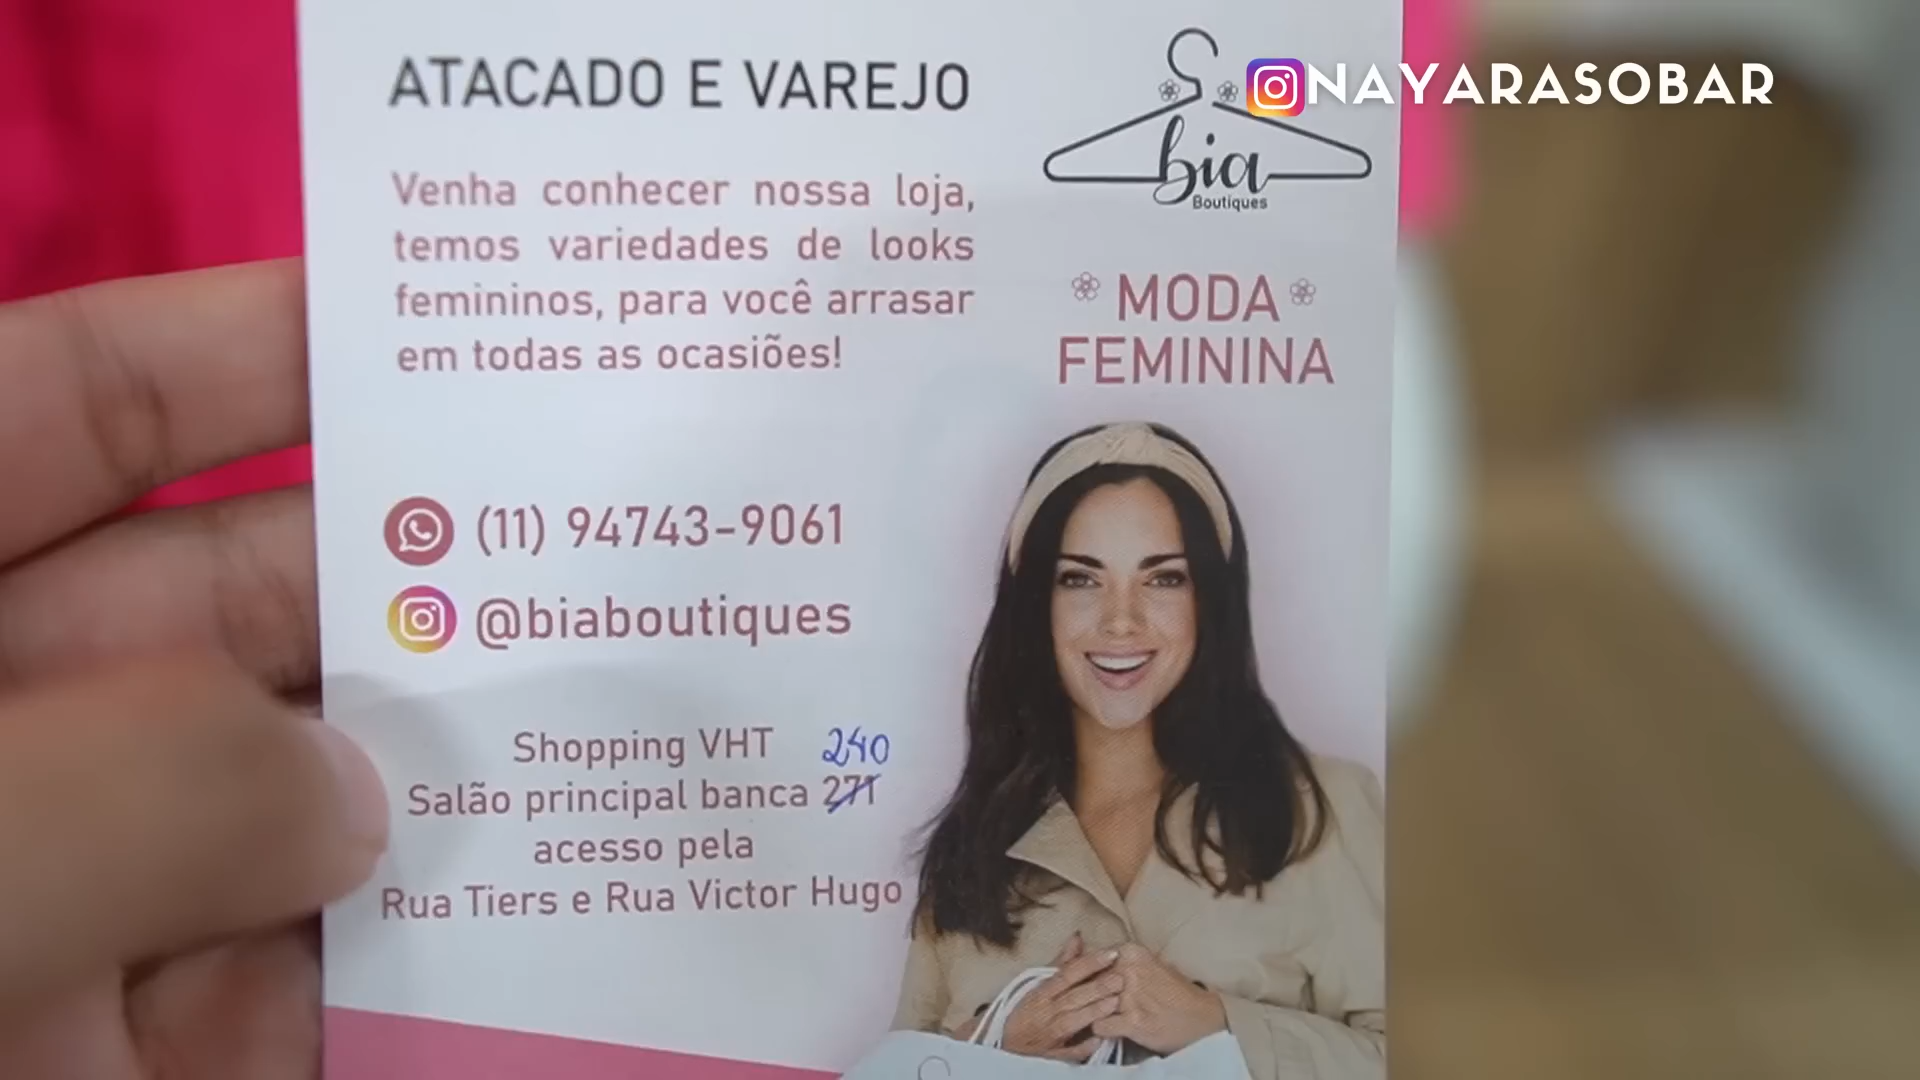 NAYARASOBAR
ATACADO E VAREJO
bia
Boutiques
Venha conhecer nossa loja,
temos variedades de looks
femininos, para você arrasar
em todas as ocasiões!
MODA
FEMININA
(11) 94743-9061
@biaboutiques
Shopping VHT 240
Salão principal banca 271
acesso pela
Rua Tiers e Rua Victor Hugo